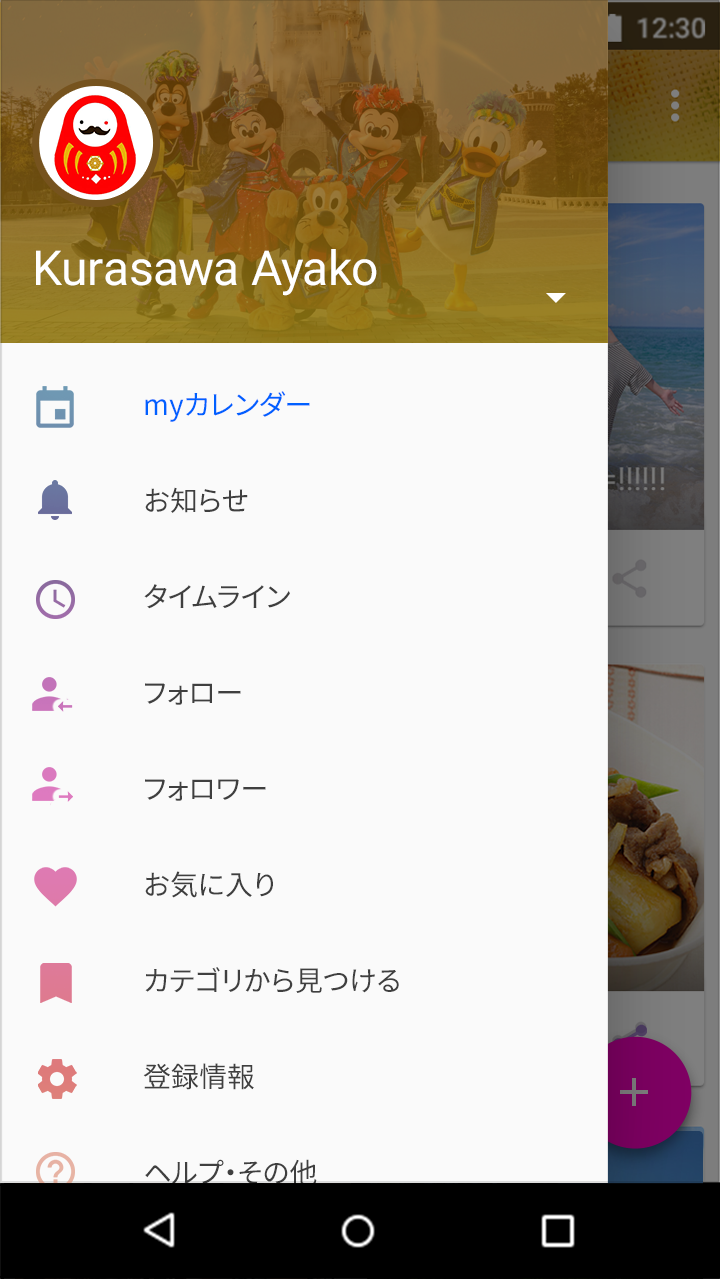 12:30
Kurasawa Ayako
myカレンダー
お知らせ
タイムライン
フォロー
フォロワー
お気に入り
カテゴリから見つける
登録情報
ヘルプ・その他
!!!!!!